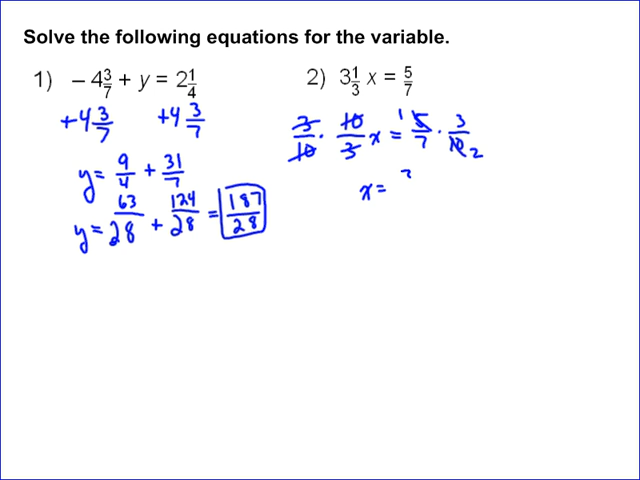 Solve the following equations for the variable.
1) – 4 3/7 + y = 2 1/4
+4 3/7 +4 3/7
y = 9/4 + 31/7
y = 63/28 + 124/28 = 187/28
2) 3 1/3 x = 5/7
3/10 · 10/3 x = 1 5/7 · 3/10 2
x =